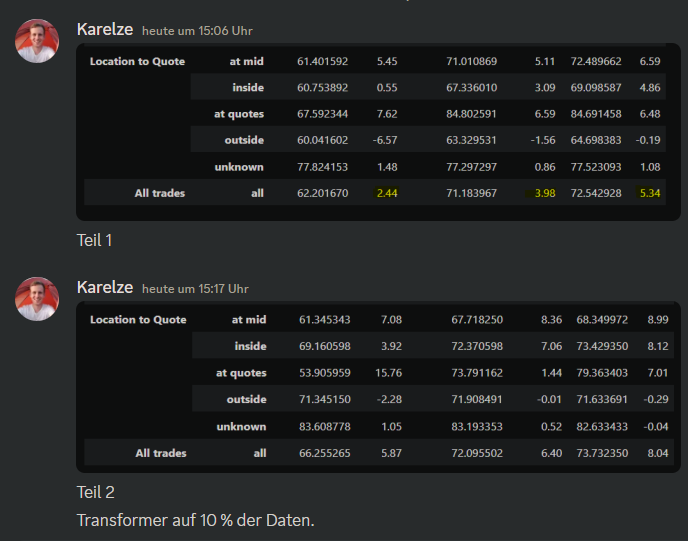 Karelze heute um 15:06 Uhr
Location to Quote at mid 61.401592 5.45 71.010869 5.11 72.489662 6.59
inside 60.753892 0.55 67.336010 3.09 69.098587 4.86
at quotes 67.592344 7.62 84.802591 6.59 84.691458 6.48
outside 60.041602 -6.57 63.329531 -1.56 64.698383 -0.19
unknown 77.824153 1.48 77.297297 0.86 77.523093 1.08
All trades all 62.201670 2.44 71.183967 3.98 72.542928 5.34
Teil 1
Karelze heute um 15:17 Uhr
Location to Quote at mid 61.345343 7.08 67.718250 8.36 68.349972 8.99
inside 69.160598 3.92 72.370598 7.06 73.429350 8.12
at quotes 53.905959 15.76 73.791162 1.44 79.363403 7.01
outside 71.345150 -2.28 71.908491 -0.01 71.633691 -0.29
unknown 83.608778 1.05 83.193353 0.52 82.633433 -0.04
All trades all 66.255265 5.87 72.095502 6.40 73.732350 8.04
Teil 2
Transformer auf 10 % der Daten.